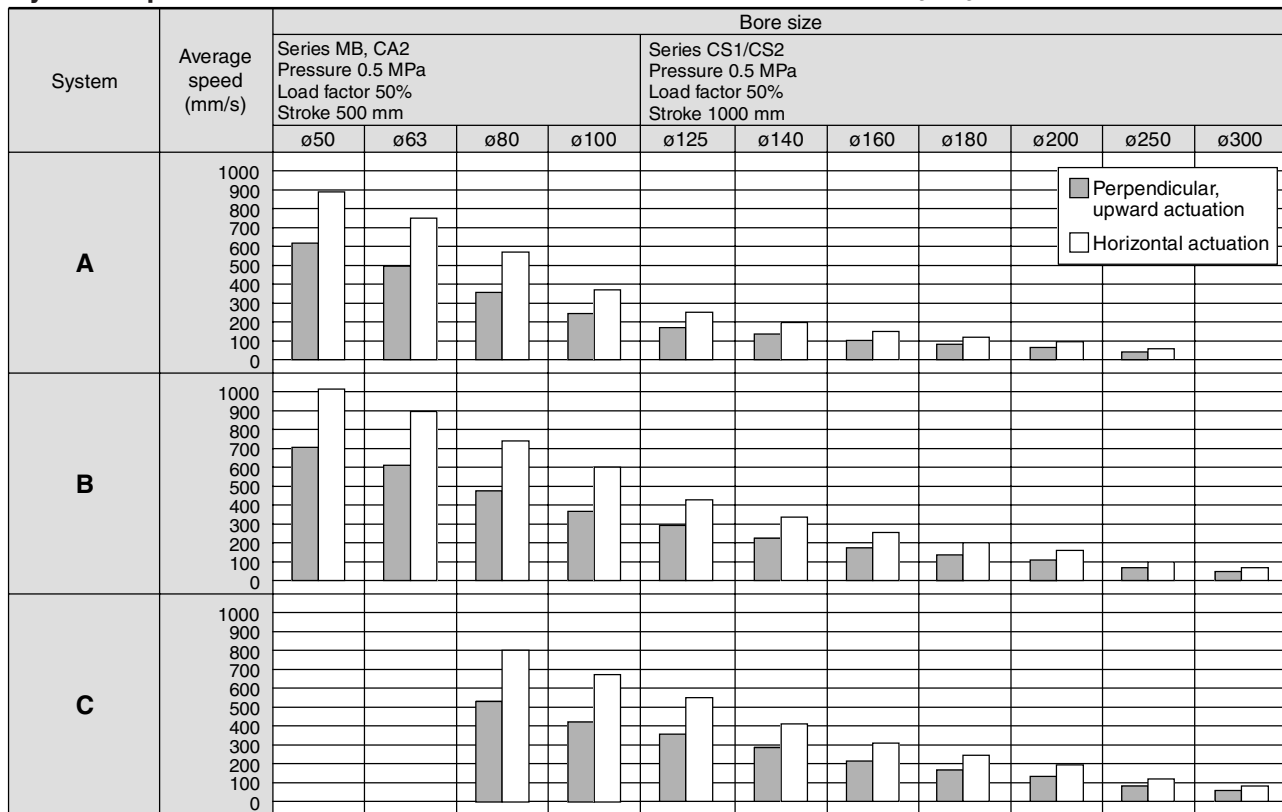 Bore size
System
Average
speed
(mm/s)
Series MB, CA2
Pressure 0.5 MPa
Load factor 50%
Stroke 500 mm
Series CS1/CS2
Pressure 0.5 MPa
Load factor 50%
Stroke 1000 mm
ø50 ø63 ø80 ø100 ø125 ø140 ø160 ø180 ø200 ø250 ø300
A
1000
900
800
700
600
500
400
300
200
100
0
Perpendicular,
upward actuation
Horizontal actuation
B
1000
900
800
700
600
500
400
300
200
100
0
C
1000
900
800
700
600
500
400
300
200
100
0